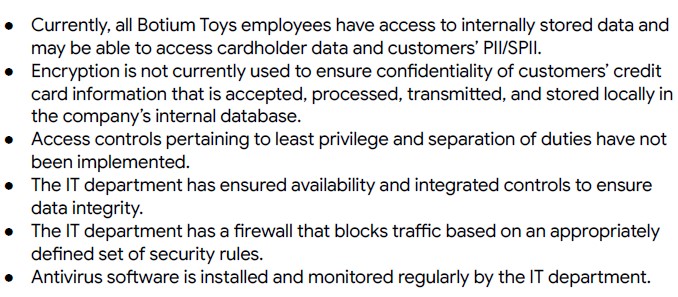 ● Currently, all Botium Toys employees have access to internally stored data and
may be able to access cardholder data and customers’ PII/SPII.
● Encryption is not currently used to ensure confidentiality of customers’ credit
card information that is accepted, processed, transmitted, and stored locally in
the company’s internal database.
● Access controls pertaining to least privilege and separation of duties have not
been implemented.
● The IT department has ensured availability and integrated controls to ensure
data integrity.
● The IT department has a firewall that blocks traffic based on an appropriately
defined set of security rules.
● Antivirus software is installed and monitored regularly by the IT department.